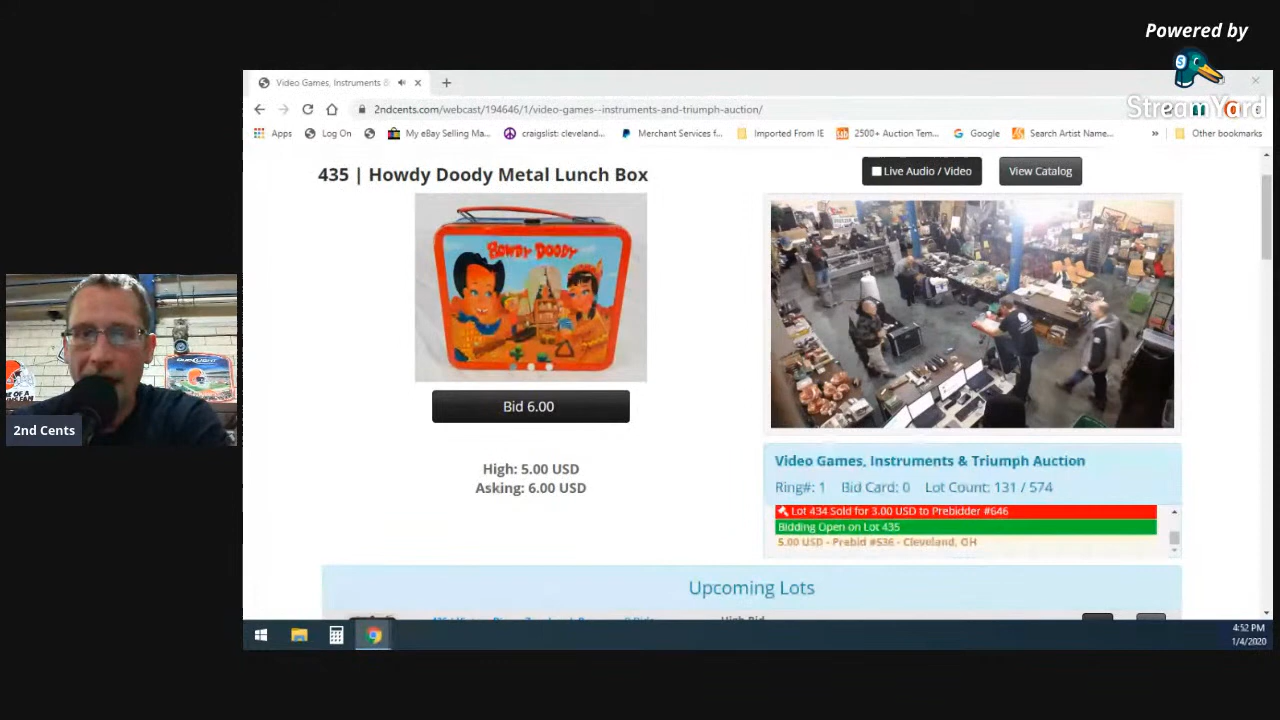 Powered by
StreamYard
Video Games, Instruments &
2ndcents.com/webcast/194646/1/video-games--instruments-and-triumph-auction/
Apps
Log On
My eBay Selling Ma...
craigslist: cleveland...
Merchant Services f...
Imported From IE
2500+ Auction Tem...
Google
Search Artist Name...
»
Other bookmarks
435 | Howdy Doody Metal Lunch Box
Live Audio / Video
View Catalog
HOWDY DOODY
Bid 6.00
High: 5.00 USD
Asking: 6.00 USD
Video Games, Instruments & Triumph Auction
Ring#: 1 Bid Card: 0 Lot Count: 131 / 574
Lot 434 Sold for 3.00 USD to Prebidder #646
Bidding Open on Lot 435
5.00 USD - Prebid #536 - Cleveland, OH
Upcoming Lots
2nd Cents
4:52 PM
1/4/2020